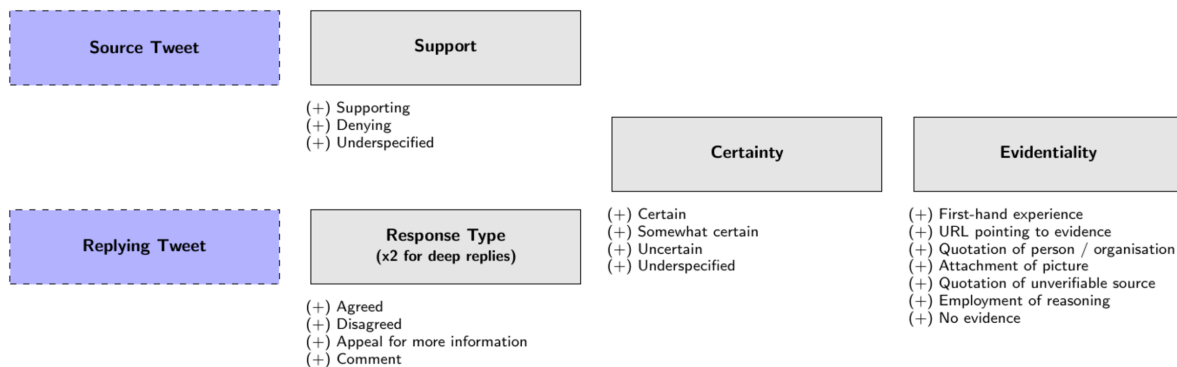 Source Tweet
Support
(+) Supporting
(+) Denying
(+) Underspecified
Replying Tweet
Response Type
(x2 for deep replies)
(+) Agreed
(+) Disagreed
(+) Appeal for more information
(+) Comment
Certainty
(+) Certain
(+) Somewhat certain
(+) Uncertain
(+) Underspecified
Evidentiality
(+) First-hand experience
(+) URL pointing to evidence
(+) Quotation of person / organisation
(+) Attachment of picture
(+) Quotation of unverifiable source
(+) Employment of reasoning
(+) No evidence